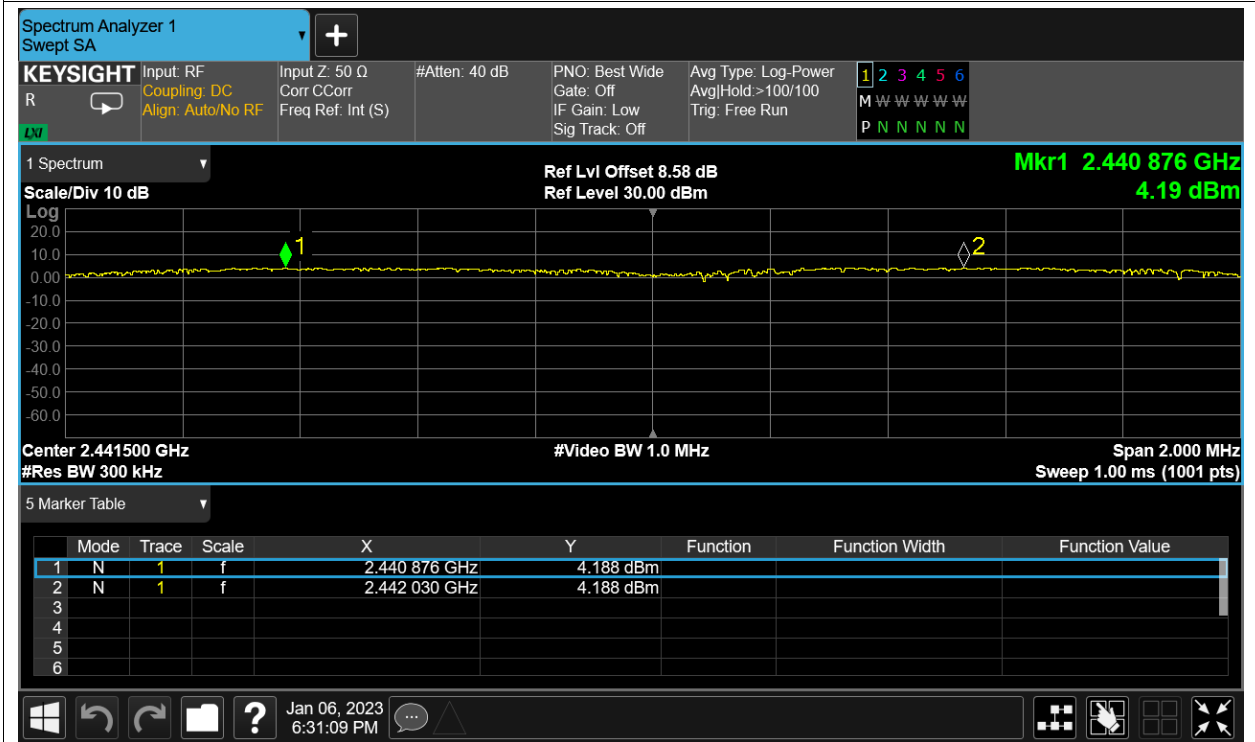 Spectrum Analyzer 1
Swept SA
+
KEYSIGHT
R
LXI
Input: RF
Coupling: DC
Align: Auto/No RF
Input Z: 50 Ω
Corr CCorr
Freq Ref: Int (S)
#Atten: 40 dB
PNO: Best Wide
Gate: Off
IF Gain: Low
Sig Track: Off
Avg Type: Log-Power
Avg|Hold:>100/100
Trig: Free Run
1 2 3 4 5 6
M W W W W W
P N N N N N
1 Spectrum
Scale/Div 10 dB
Ref Lvl Offset 8.58 dB
Ref Level 30.00 dBm
Mkr1 2.440 876 GHz
4.19 dBm
Log
20.0
10.0
0.00
-10.0
-20.0
-30.0
-40.0
-50.0
-60.0
1
2
Center 2.441500 GHz
#Res BW 300 kHz
#Video BW 1.0 MHz
Span 2.000 MHz
Sweep 1.00 ms (1001 pts)
5 Marker Table
Mode Trace Scale X Y Function Function Width Function Value
1 N 1 f 2.440 876 GHz 4.188 dBm
2 N 1 f 2.442 030 GHz 4.188 dBm
3
4
5
6
?
Jan 06, 2023
6:31:09 PM